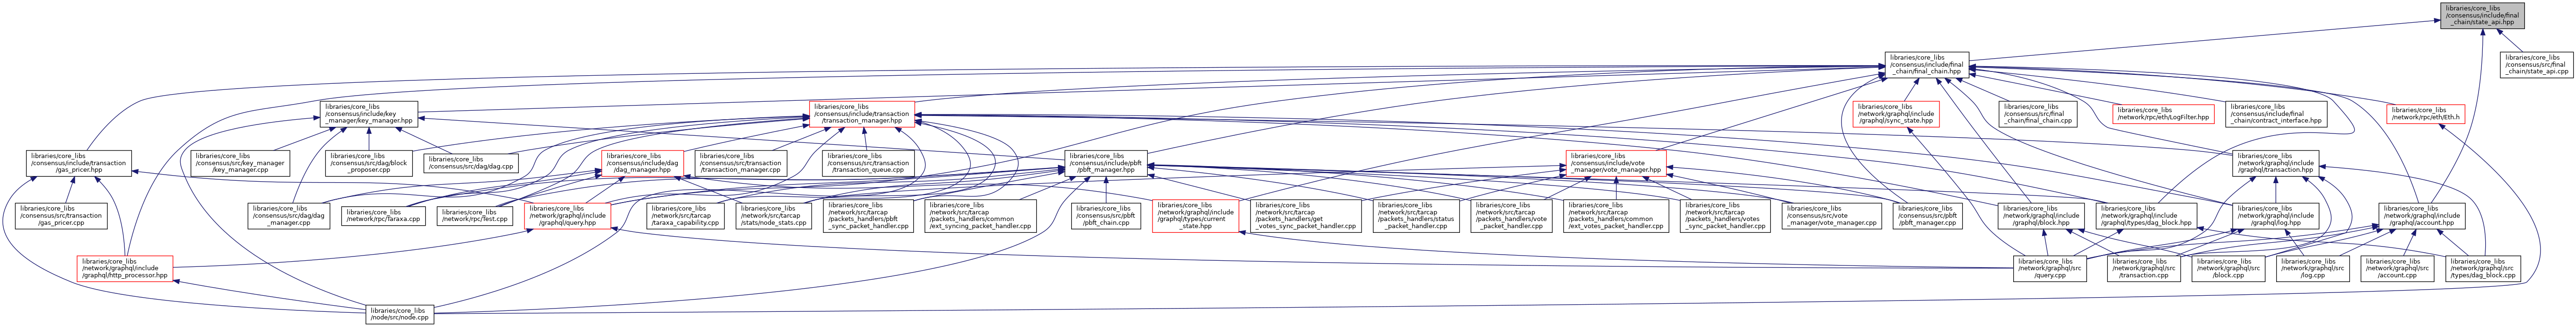 libraries/core_libs
/consensus/include/final
_chain/state_api.hpp
libraries/core_libs
/consensus/include/final
_chain/final_chain.hpp
libraries/core_libs
/consensus/src/final
_chain/state_api.cpp
libraries/core_libs
/consensus/include/key
_manager/key_manager.hpp
libraries/core_libs
/consensus/include/transaction
/transaction_manager.hpp
libraries/core_libs
/network/graphql/include
/graphql/sync_state.hpp
libraries/core_libs
/consensus/src/final
_chain/final_chain.cpp
libraries/core_libs
/network/rpc/eth/LogFilter.hpp
libraries/core_libs
/consensus/include/final
_chain/contract_interface.hpp
libraries/core_libs
/network/rpc/eth/Eth.h
libraries/core_libs
/consensus/include/transaction
/gas_pricer.hpp
libraries/core_libs
/consensus/src/key_manager
/key_manager.cpp
libraries/core_libs
/consensus/src/dag/block
_proposer.cpp
libraries/core_libs
/consensus/src/dag/dag.cpp
libraries/core_libs
/consensus/include/dag
/dag_manager.hpp
libraries/core_libs
/consensus/src/transaction
/transaction_manager.cpp
libraries/core_libs
/consensus/src/transaction
/transaction_queue.cpp
libraries/core_libs
/consensus/include/pbft
/pbft_manager.hpp
libraries/core_libs
/consensus/include/vote
_manager/vote_manager.hpp
libraries/core_libs
/network/graphql/include
/graphql/transaction.hpp
libraries/core_libs
/consensus/src/transaction
/gas_pricer.cpp
libraries/core_libs
/consensus/src/dag/dag
_manager.cpp
libraries/core_libs
/network/rpc/Taraxa.cpp
libraries/core_libs
/network/rpc/Test.cpp
libraries/core_libs
/network/graphql/include
/graphql/query.hpp
libraries/core_libs
/network/src/tarcap
/taraxa_capability.cpp
libraries/core_libs
/network/src/tarcap
/stats/node_stats.cpp
libraries/core_libs
/network/src/tarcap
/packets_handlers/pbft
_sync_packet_handler.cpp
libraries/core_libs
/network/src/tarcap
/packets_handlers/common
/ext_syncing_packet_handler.cpp
libraries/core_libs
/consensus/src/pbft
/pbft_chain.cpp
libraries/core_libs
/network/graphql/include
/graphql/types/current
_state.hpp
libraries/core_libs
/network/src/tarcap
/packets_handlers/get
_votes_sync_packet_handler.cpp
libraries/core_libs
/network/src/tarcap
/packets_handlers/status
_packet_handler.cpp
libraries/core_libs
/network/src/tarcap
/packets_handlers/vote
_packet_handler.cpp
libraries/core_libs
/network/src/tarcap
/packets_handlers/common
/ext_votes_packet_handler.cpp
libraries/core_libs
/network/src/tarcap
/packets_handlers/votes
_sync_packet_handler.cpp
libraries/core_libs
/consensus/src/vote
_manager/vote_manager.cpp
libraries/core_libs
/consensus/src/pbft
/pbft_manager.cpp
libraries/core_libs
/network/graphql/include
/graphql/block.hpp
libraries/core_libs
/network/graphql/include
/graphql/types/dag_block.hpp
libraries/core_libs
/network/graphql/include
/graphql/log.hpp
libraries/core_libs
/network/graphql/include
/graphql/account.hpp
libraries/core_libs
/network/graphql/include
/graphql/http_processor.hpp
libraries/core_libs
/network/graphql/src
/query.cpp
libraries/core_libs
/network/graphql/src
/transaction.cpp
libraries/core_libs
/network/graphql/src
/block.cpp
libraries/core_libs
/network/graphql/src
/log.cpp
libraries/core_libs
/network/graphql/src
/account.cpp
libraries/core_libs
/network/graphql/src
/types/dag_block.cpp
libraries/core_libs
/node/src/node.cpp